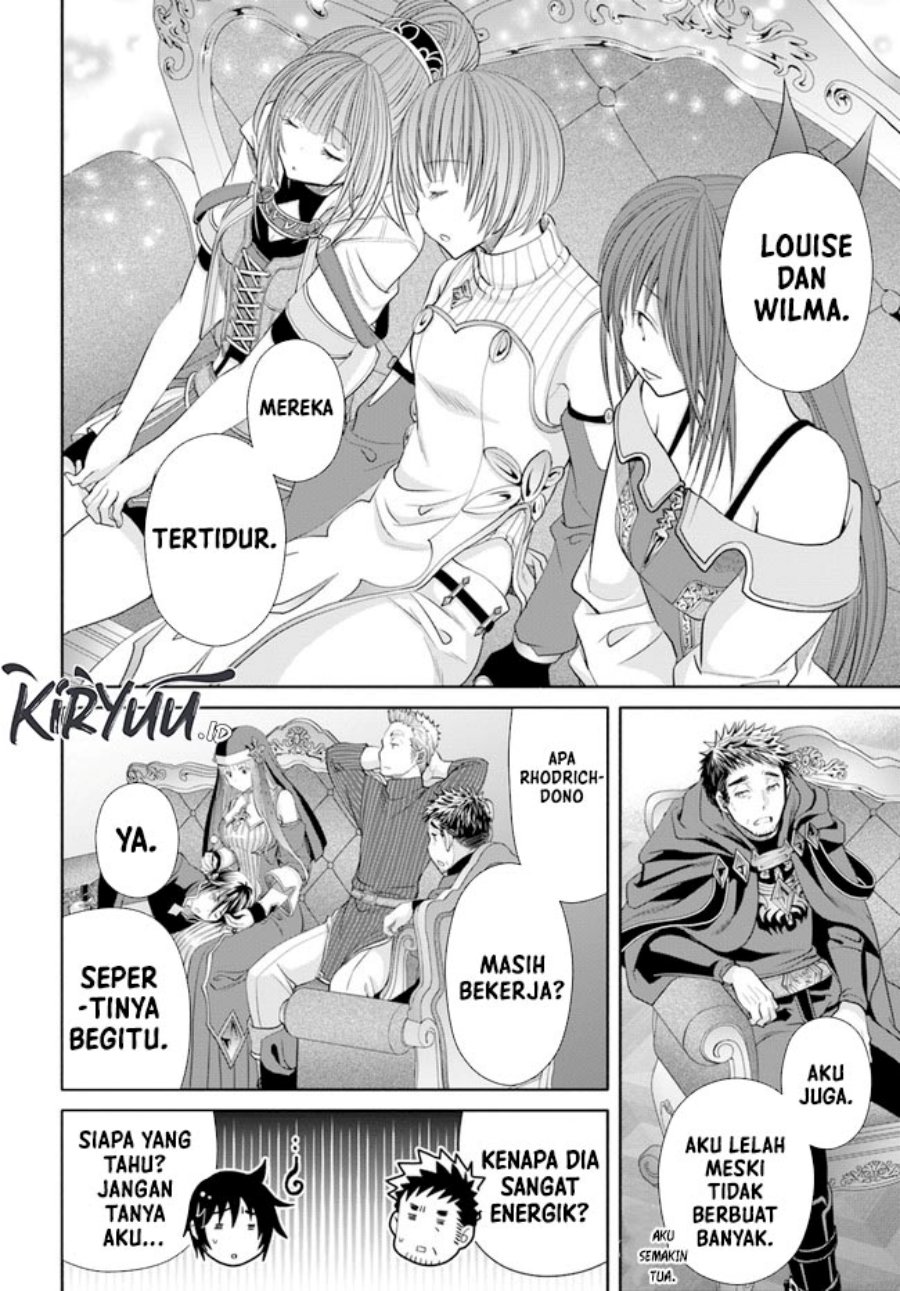 LOUISE
DAN
WILMA.
MEREKA
TERTIDUR.
KIRYUU
.ID
AKU
JUGA.
AKU LELAH
MESKI
TIDAK
BERBUAT
BANYAK.
AKU
SEMAKIN
TUA.
APA
RHODRICH-
DONO
MASIH
BEKERJA?
YA.
SEPER
-TINYA
BEGITU.
KENAPA DIA
SANGAT
ENERGIK?
SIAPA YANG
TAHU?
JANGAN
TANYA
AKU...